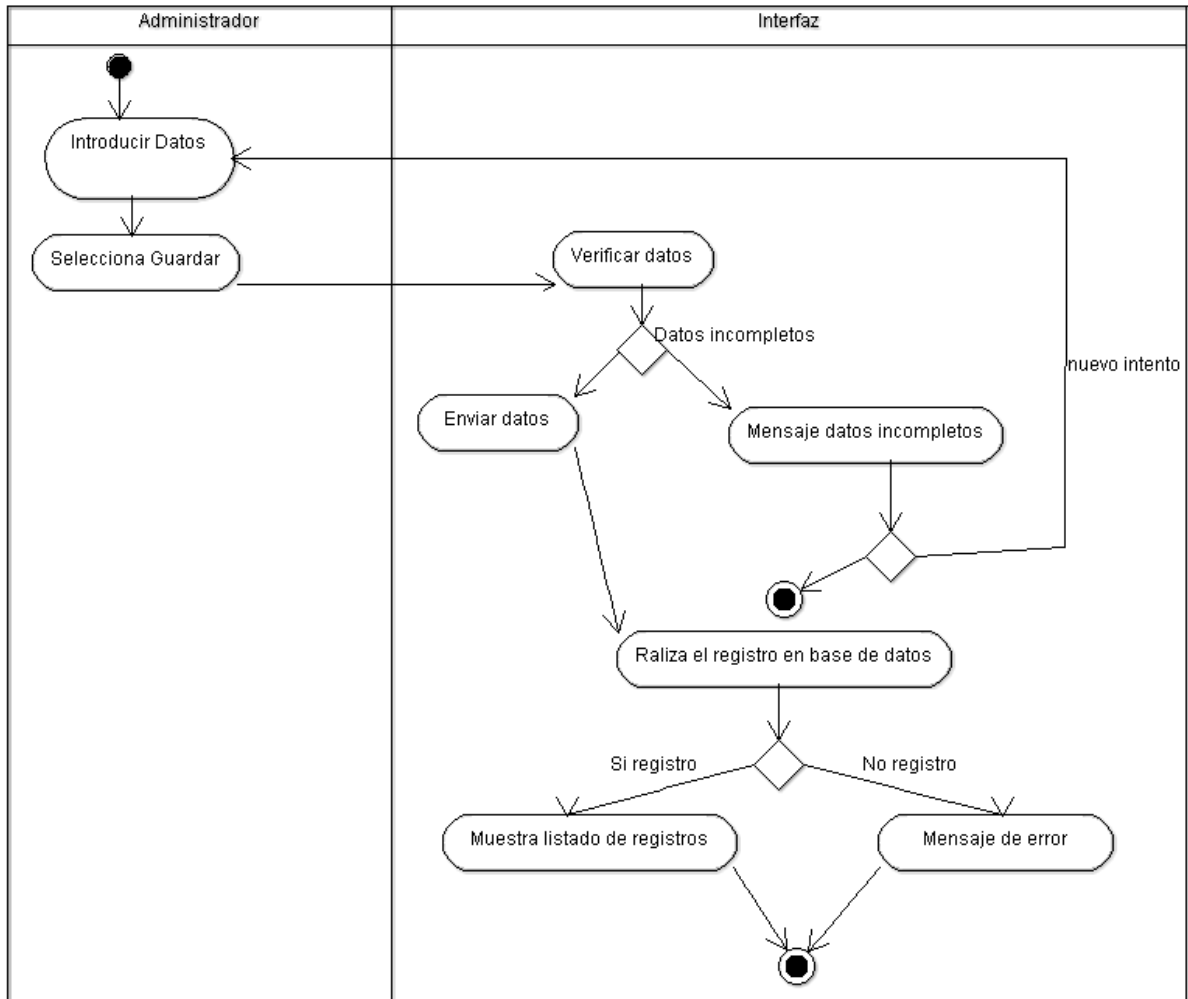 Administrador
Interfaz
Introducir Datos
Selecciona Guardar
Verificar datos
Datos incompletos
nuevo intento
Enviar datos
Mensaje datos incompletos
Raliza el registro en base de datos
Si registro
No registro
Muestra listado de registros
Mensaje de error